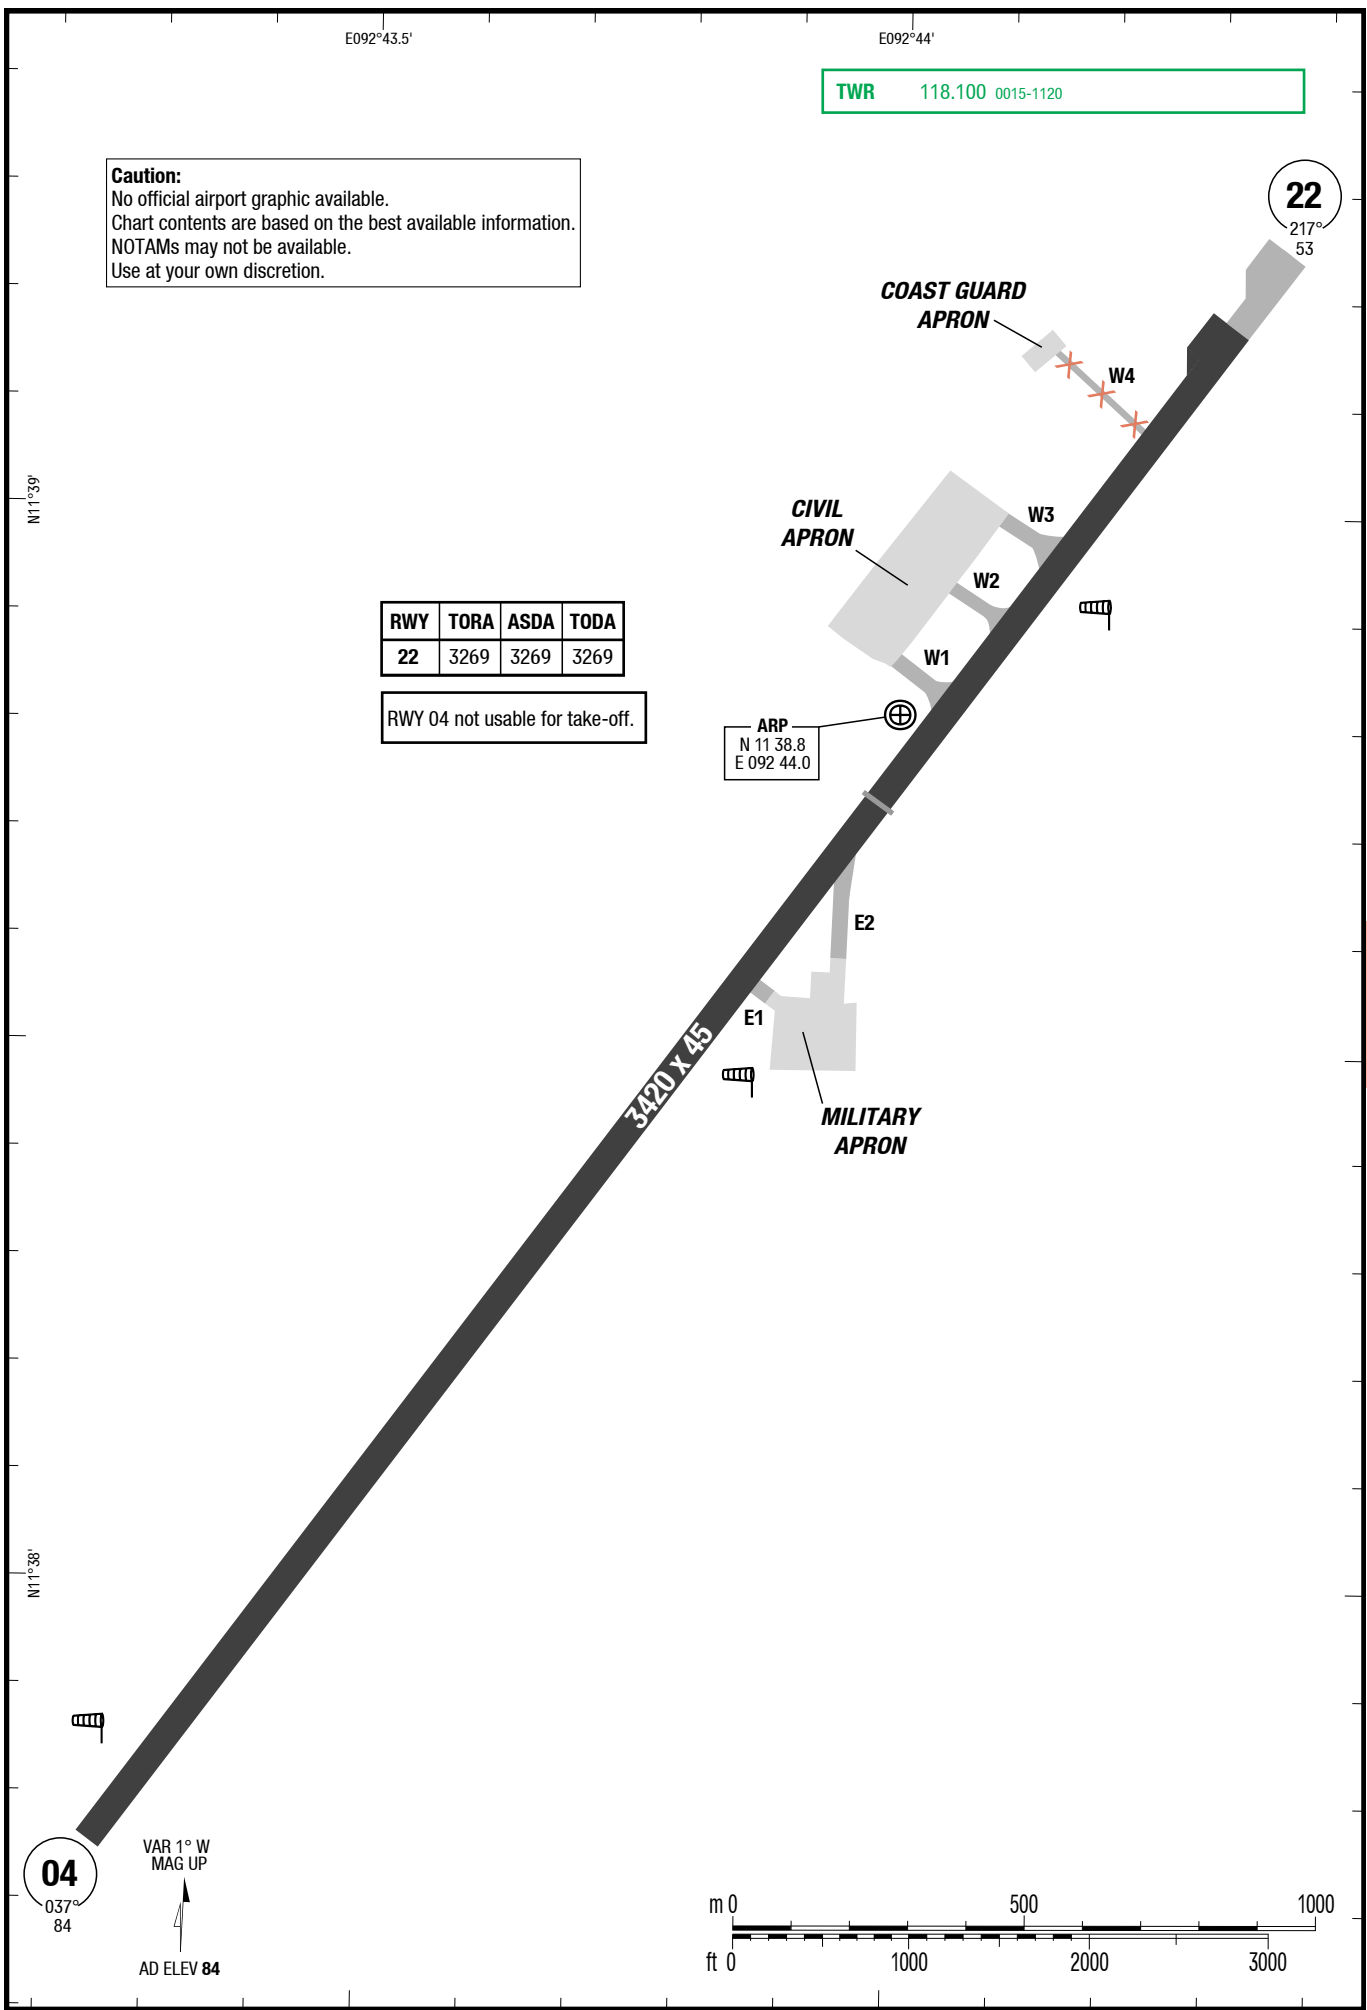 E092°43.5'
E092°44'
TWR 118.100 0015-1120
Caution:
No official airport graphic available.
Chart contents are based on the best available information.
NOTAMs may not be available.
Use at your own discretion.
22
217°
53
COAST GUARD
APRON
W4
N11°39'
CIVIL
APRON
W3
W2
W1
RWY TORA ASDA TODA
22 3269 3269 3269
RWY 04 not usable for take-off.
ARP
N 11 38.8
E 092 44.0
E2
E1
3420 x 45
MILITARY
APRON
N11°38'
04
037°
84
VAR 1° W
MAG UP
AD ELEV 84
m 0 500 1000
ft 0 1000 2000 3000